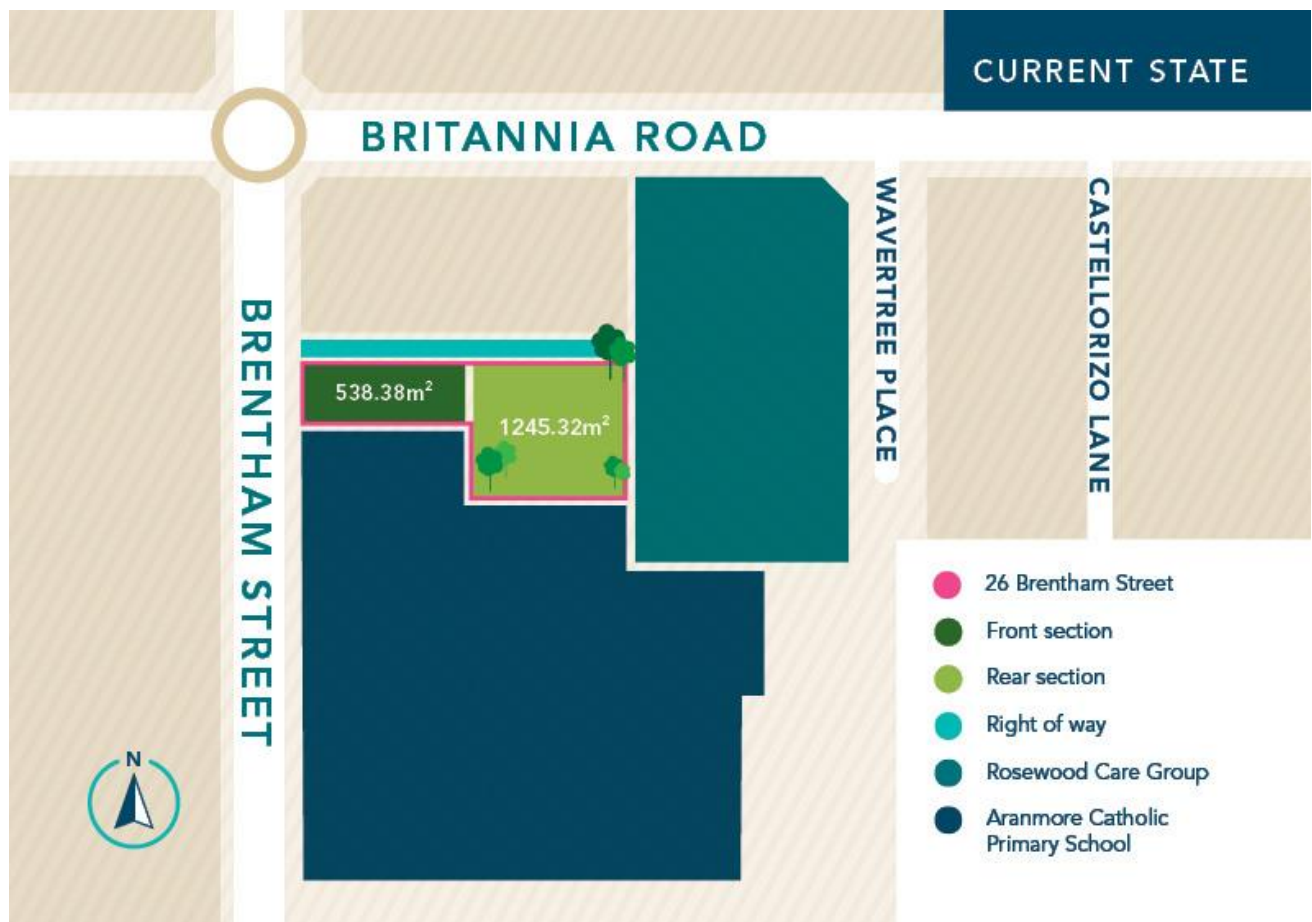 CURRENT STATE
BRITANNIA ROAD
WAVERTREE PLACE
CASTELLORIZO LANE
BRENTHAM STREET
538.38m²
1245.32m²
26 Brentham Street
Front section
Rear section
Right of way
Rosewood Care Group
Aranmore Catholic
Primary School
N